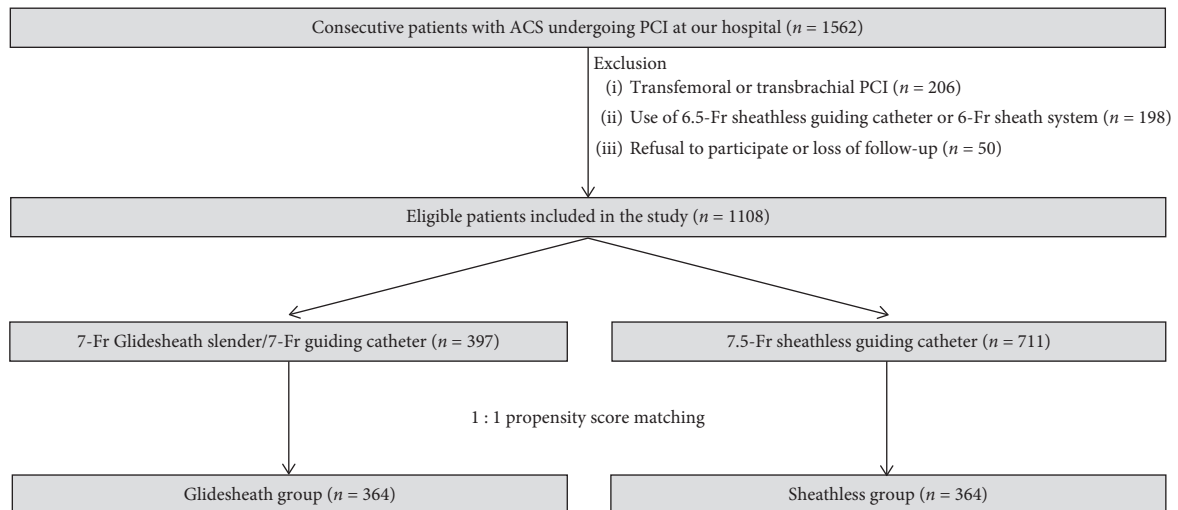 Consecutive patients with ACS undergoing PCI at our hospital (n = 1562)
Exclusion
(i) Transfemoral or transbrachial PCI (n = 206)
(ii) Use of 6.5-Fr sheathless guiding catheter or 6-Fr sheath system (n = 198)
(iii) Refusal to participate or loss of follow-up (n = 50)
Eligible patients included in the study (n = 1108)
7-Fr Glidesheath slender/7-Fr guiding catheter (n = 397)
7.5-Fr sheathless guiding catheter (n = 711)
1 : 1 propensity score matching
Glidesheath group (n = 364)
Sheathless group (n = 364)